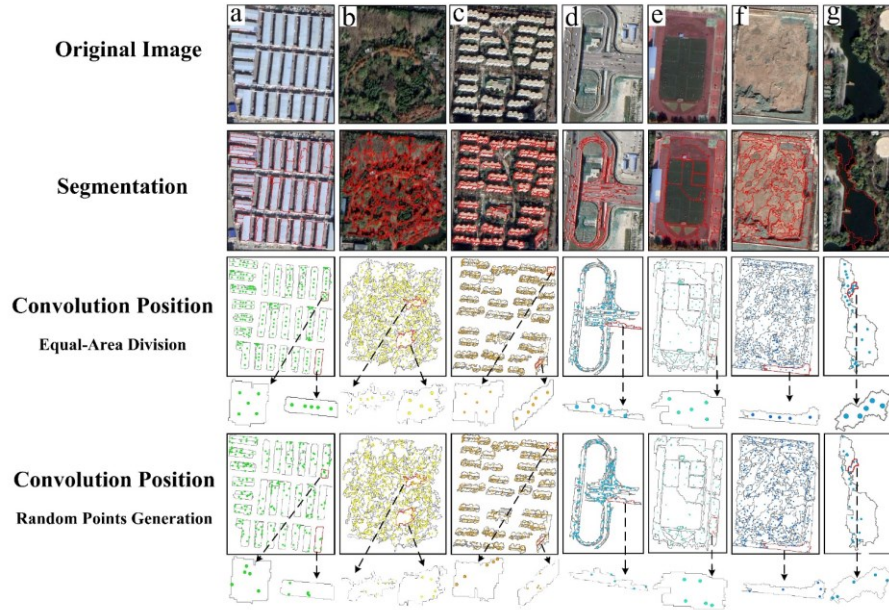 a b c d e f g
Original Image
Segmentation
Convolution Position
Equal-Area Division
Convolution Position
Random Points Generation